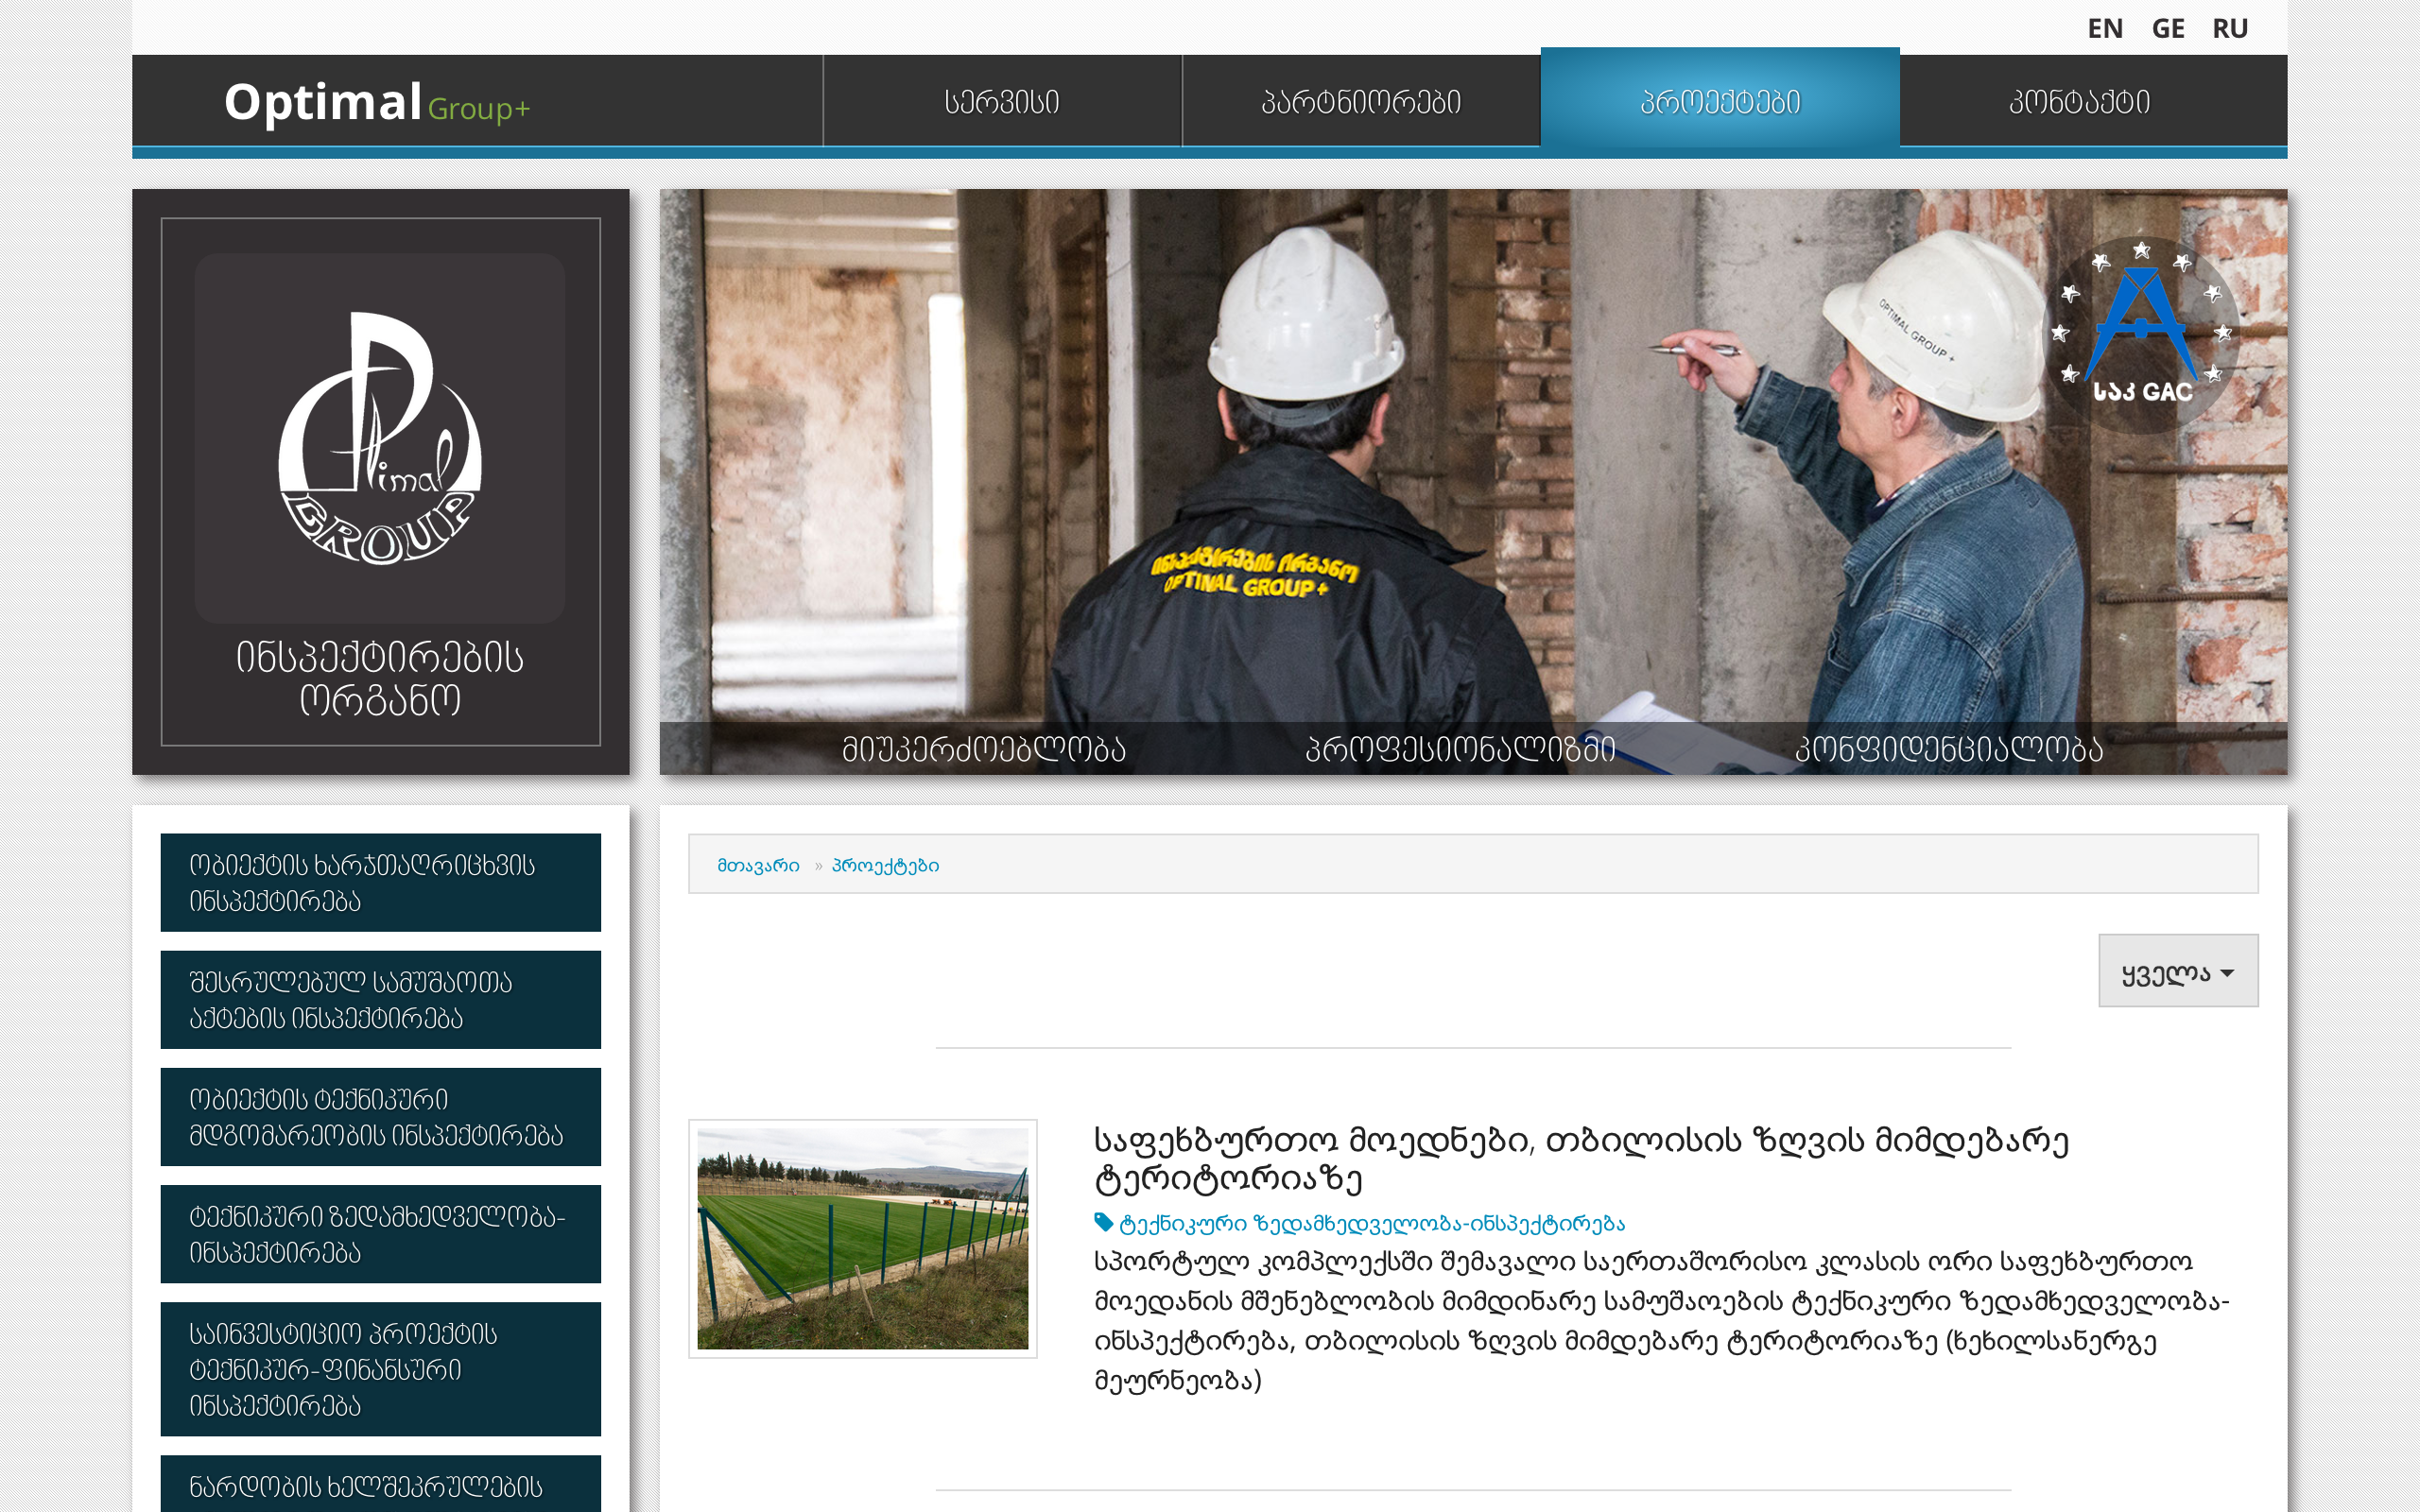 EN GE RU
Optimal Group+
სერვისი
პარტნიორები
პროექტები
კონტაქტი
Optimal
GROUP
ინსპექტირების
ორგანო
OPTIMAL GROUP +
საკ GAC
ინსპექტირების ორგანო
OPTINAL GROUP +
მიუკერძოებლობა
პროფესიონალიზმი
კონფიდენციალობა
ობიექტის ხარჯთაღრიცხვის
ინსპექტირება
შესრულებულ სამუშაოთა
აქტების ინსპექტირება
ობიექტის ტექნიკური
მდგომარეობის ინსპექტირება
ტექნიკური ზედამხედველობა-
ინსპექტირება
საინვესტიციო პროექტის
ტექნიკურ-ფინანსური
ინსპექტირება
ნარდობის ხელშეკრულების
მთავარი » პროექტები
ყველა
საფეხბურთო მოედნები, თბილისის ზღვის მიმდებარე
ტერიტორიაზე
ტექნიკური ზედამხედველობა-ინსპექტირება
სპორტულ კომპლექსში შემავალი საერთაშორისო კლასის ორი საფეხბურთო
მოედანის მშენებლობის მიმდინარე სამუშაოების ტექნიკური ზედამხედველობა-
ინსპექტირება, თბილისის ზღვის მიმდებარე ტერიტორიაზე (ხეხილსანერგე
მეურნეობა)